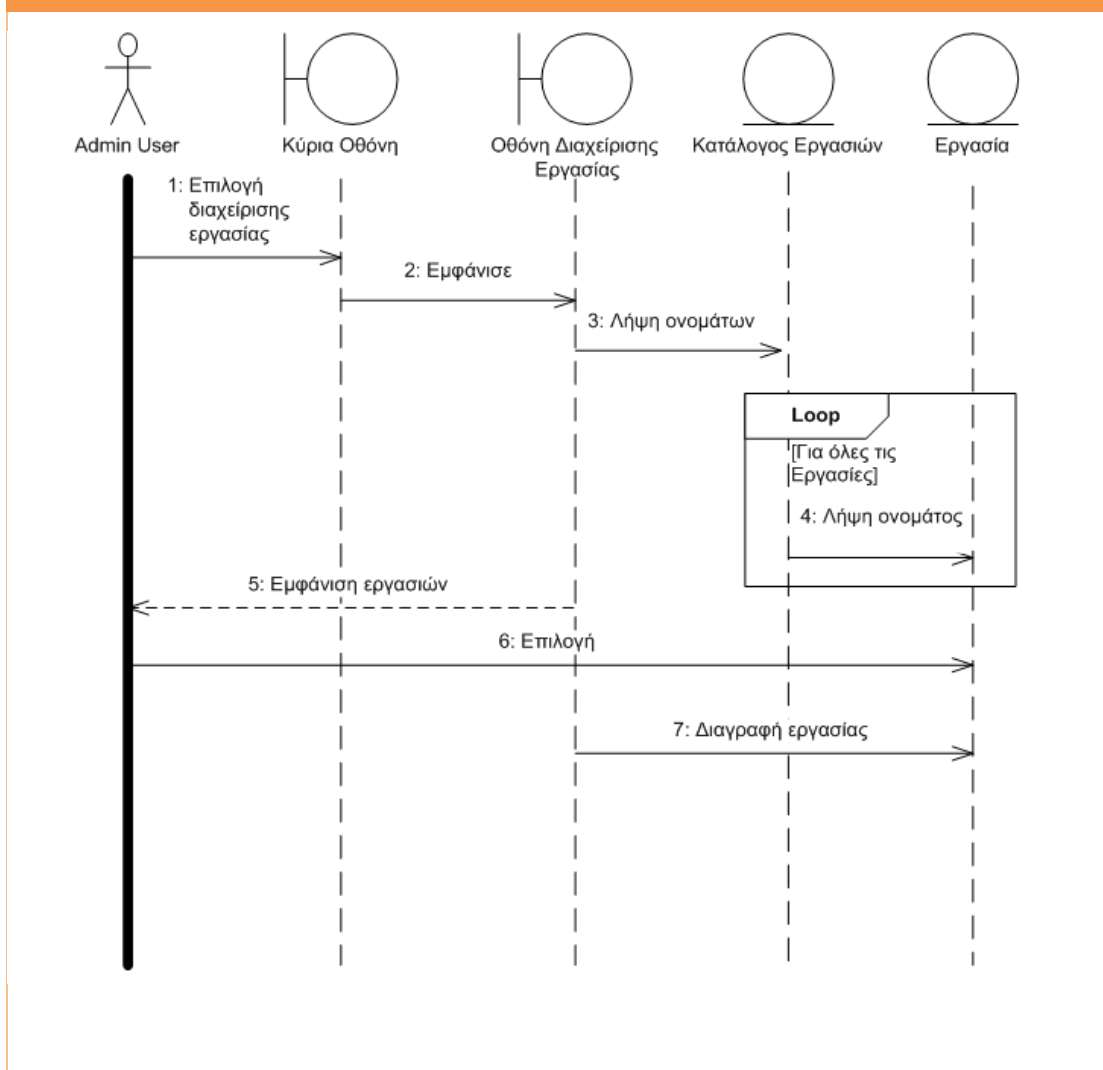 Admin User
Κύρια Οθόνη
Οθόνη Διαχείρισης
Εργασίας
Κατάλογος Εργασιών
Εργασία
1: Επιλογή
διαχείρισης
εργασίας
2: Εμφάνισε
3: Λήψη ονομάτων
Loop
[Για όλες τις
Εργασίες]
4: Λήψη ονομάτος
5: Εμφάνιση εργασιών
6: Επιλογή
7: Διαγραφή εργασίας